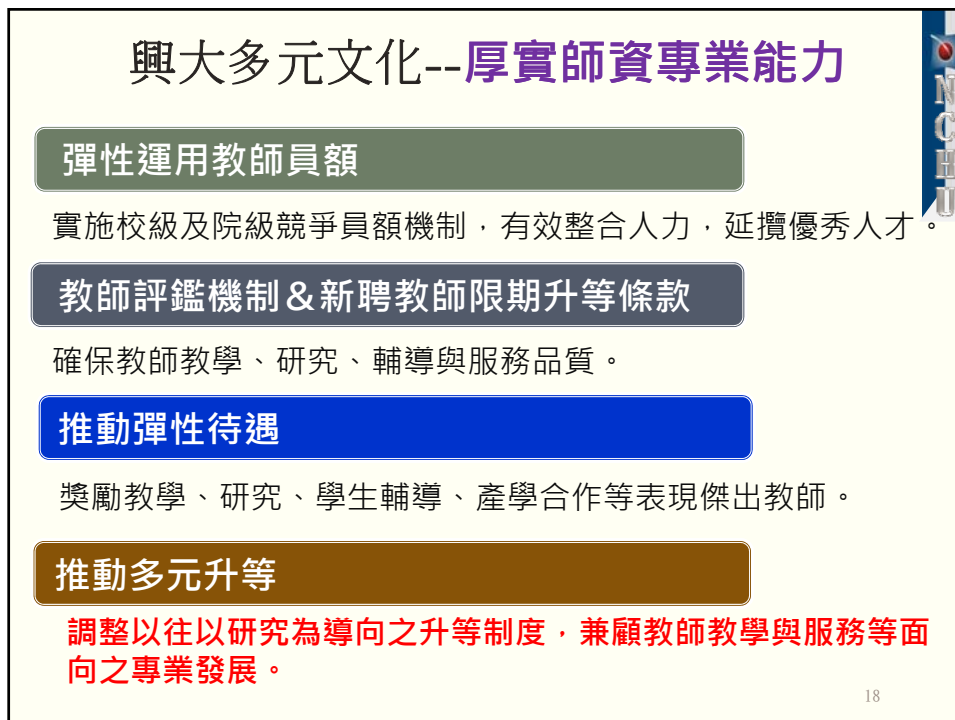 興大多元文化--厚實師資專業能力
NCHU
彈性運用教師員額
實施校級及院級競爭員額機制，有效整合人力，延攬優秀人才。
教師評鑑機制＆新聘教師限期升等條款
確保教師教學、研究、輔導與服務品質。
推動彈性待遇
獎勵教學、研究、學生輔導、產學合作等表現傑出教師。
推動多元升等
調整以往以研究為導向之升等制度，兼顧教師教學與服務等面
向之專業發展。
18